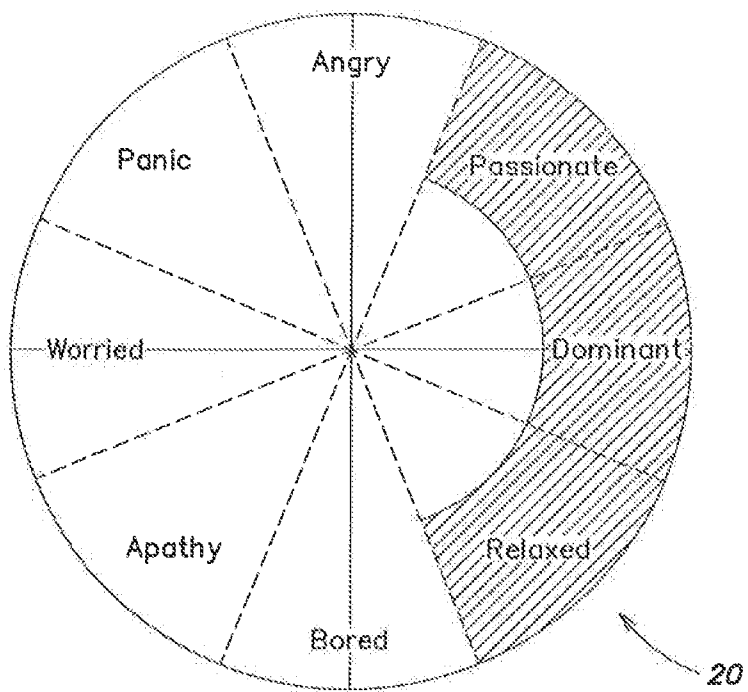 Angry
Panic
Passionate
Worried
Dominant
Apathy
Relaxed
Bored
20